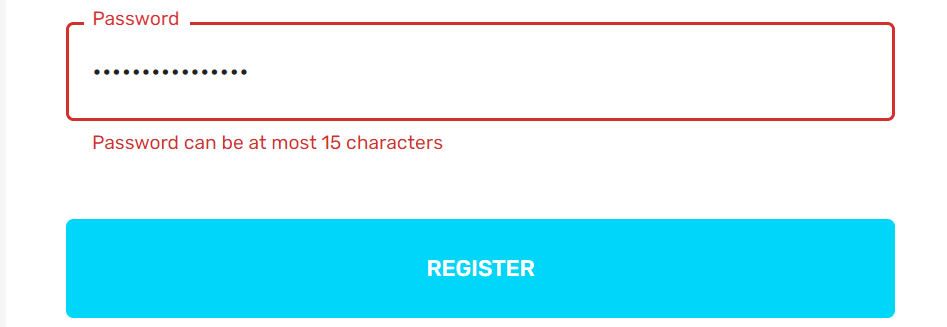 Password
••••••••••••••••
Password can be at most 15 characters
REGISTER